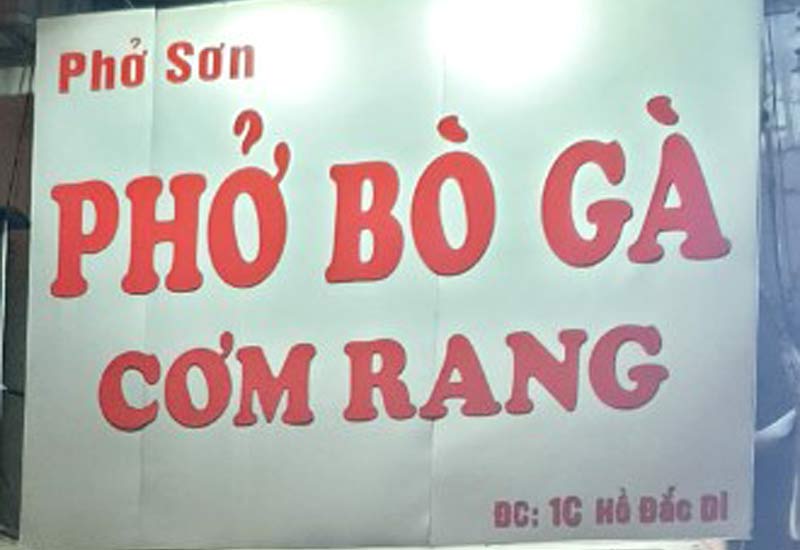 Phở Sơn
PHỞ BÒ GÀ
CƠM RANG
ĐC: 1C Hồ Đắc Di